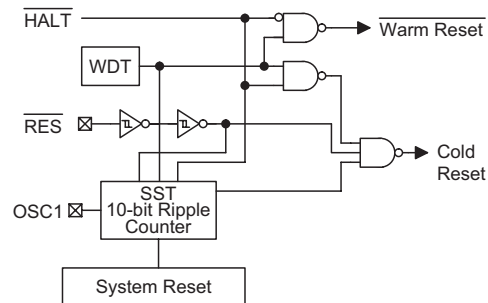 HALT
Warm Reset
WDT
RES
Cold
Reset
SST
10-bit Ripple
Counter
OSC1
System Reset